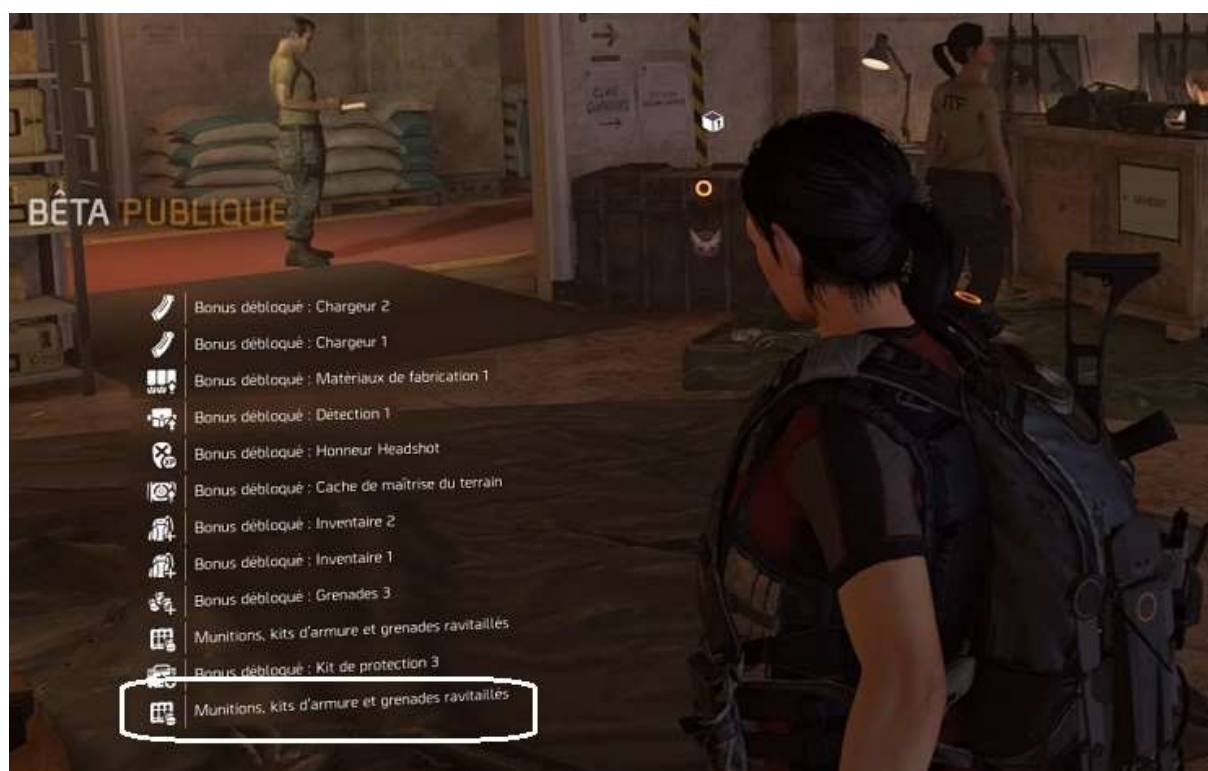 JTF
BÊTA PUBLIQUE
Bonus débloqué : Chargeur 2
Bonus débloqué : Chargeur 1
Bonus débloqué : Matériaux de fabrication 1
Bonus débloqué : Détection 1
Bonus débloqué : Honneur Headshot
Bonus débloqué : Cache de maîtrise du terrain
Bonus débloqué : Inventaire 2
Bonus débloqué : Inventaire 1
Bonus débloqué : Grenades 3
Munitions, kits d'armure et grenades ravitaillés
Bonus débloqué : Kit de protection 3
Munitions, kits d'armure et grenades ravitaillés